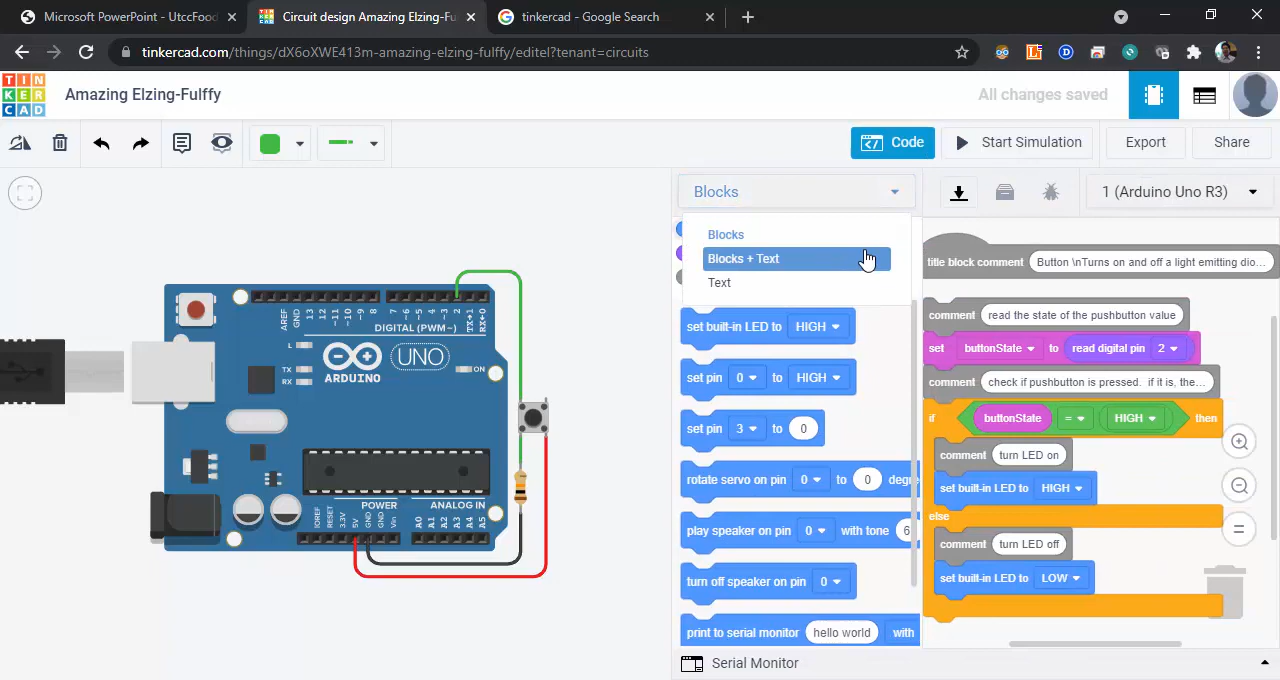 Microsoft PowerPoint - UtccFood
Circuit design Amazing Elzing-Fu
tinkercad - Google Search
tinkercad.com/things/dX6oXWE413m-amazing-elzing-fulffy/editel?tenant=circuits
TIN
KER
CAD
Amazing Elzing-Fulffy
All changes saved
Code
Start Simulation
Export
Share
Blocks
1 (Arduino Uno R3)
Blocks
Blocks + Text
Text
set built-in LED to HIGH
set pin 0 to HIGH
set pin 3 to 0
rotate servo on pin 0 to 0 degre
play speaker on pin 0 with tone 6
turn off speaker on pin 0
print to serial monitor hello world with
title block comment Button \nTurns on and off a light emitting dio...
comment read the state of the pushbutton value
set buttonState to read digital pin 2
comment check if pushbutton is pressed. if it is, the...
if buttonState = HIGH then
comment turn LED on
set built-in LED to HIGH
else
comment turn LED off
set built-in LED to LOW
AREF
GND
13
12
~11
~10
~9
8
7
~6
~5
4
~3
2
TX→1
RX←0
DIGITAL (PWM~)
L
TX
RX
UNO
ARDUINO
ON
POWER
ANALOG IN
IOREF
RESET
3.3V
5V
GND
GND
Vin
A0
A1
A2
A3
A4
A5
Serial Monitor